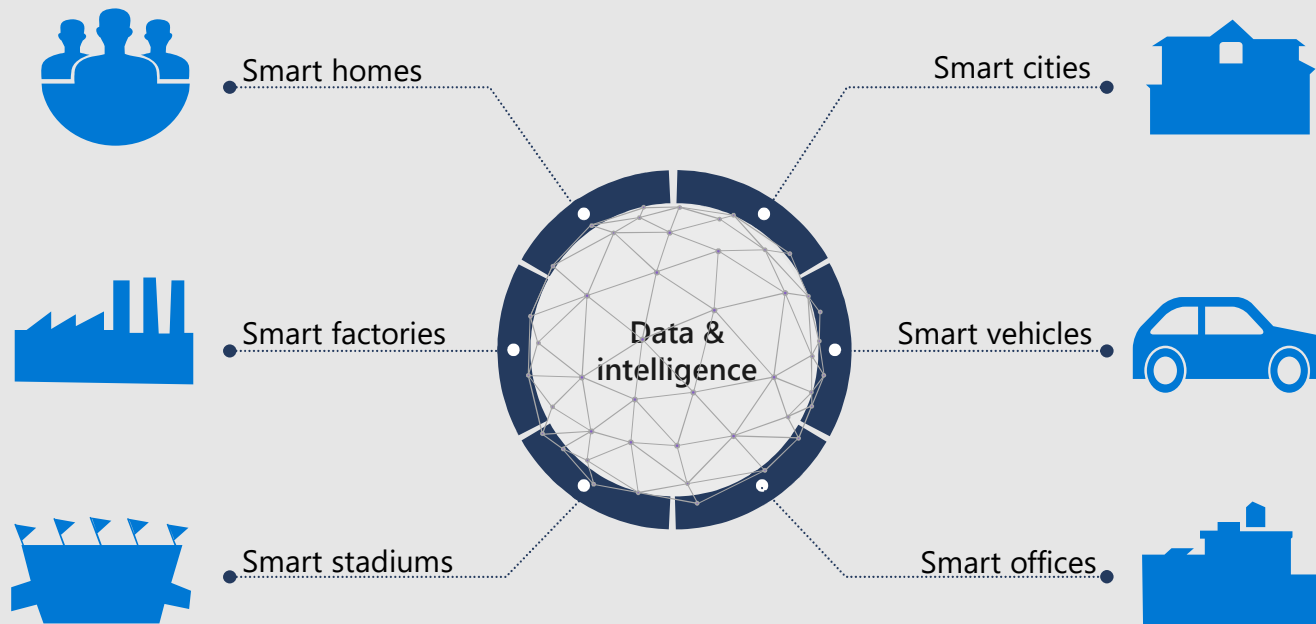 Smart homes
Smart cities
Smart factories
Data &
intelligence
Smart vehicles
Smart stadiums
Smart offices